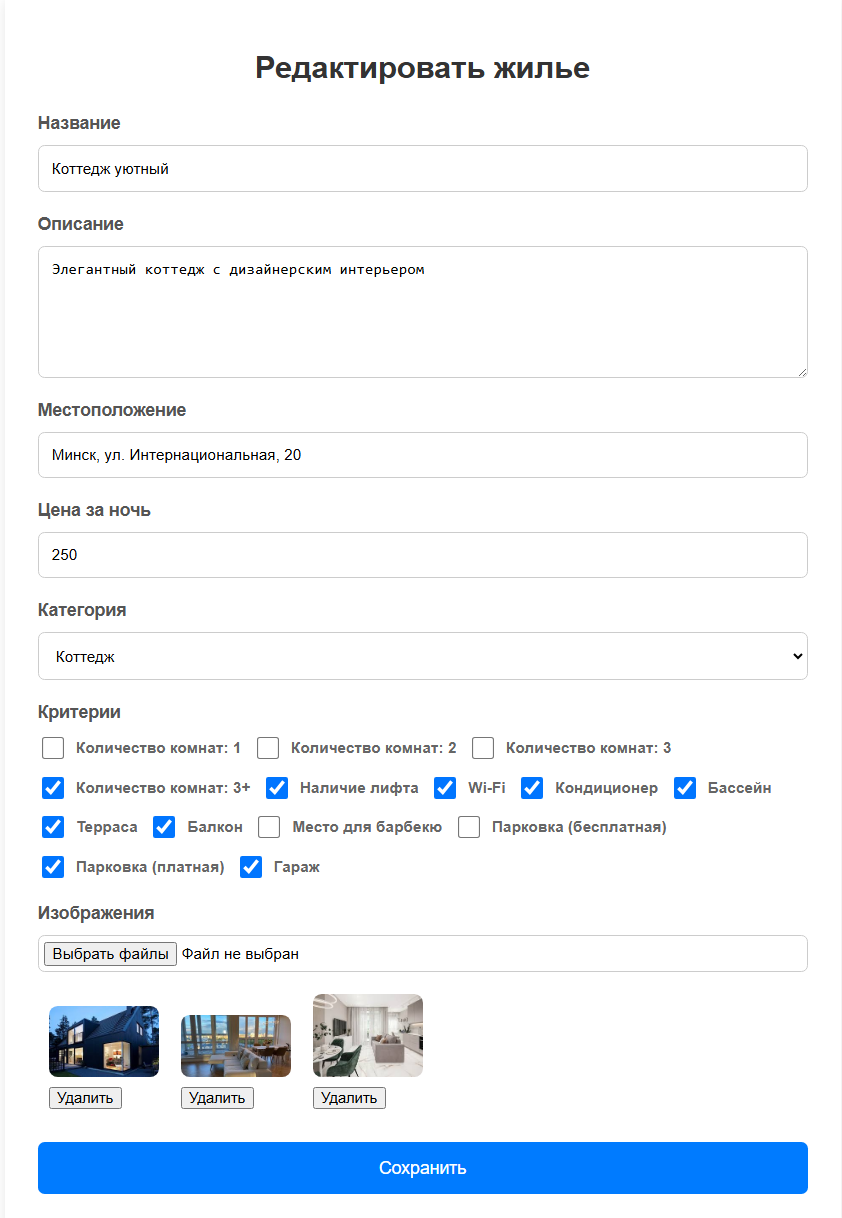 Редактировать жилье
Название
Коттедж уютный
Описание
Элегантный коттедж с дизайнерским интерьером
Местоположение
Минск, ул. Интернациональная, 20
Цена за ночь
250
Категория
Коттедж
Критерии
Количество комнат: 1 Количество комнат: 2 Количество комнат: 3
Количество комнат: 3+ Наличие лифта Wi-Fi Кондиционер Бассейн
Терраса Балкон Место для барбекю Парковка (бесплатная)
Парковка (платная) Гараж
Изображения
Выбрать файлы Файл не выбран
Удалить Удалить Удалить
Сохранить